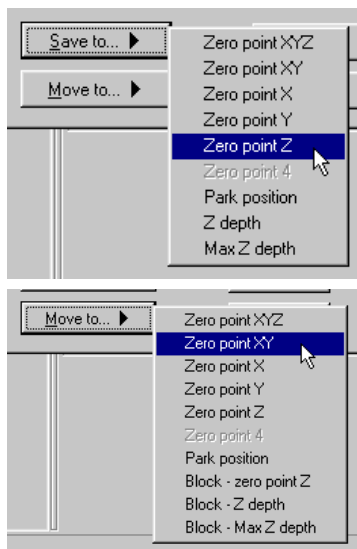 Save to...
Move to...
Zero point XYZ
Zero point XY
Zero point X
Zero point Y
Zero point Z
Zero point 4
Park position
Z depth
Max Z depth
Move to...
Zero point XYZ
Zero point XY
Zero point X
Zero point Y
Zero point Z
Zero point 4
Park position
Block - zero point Z
Block - Z depth
Block - Max Z depth